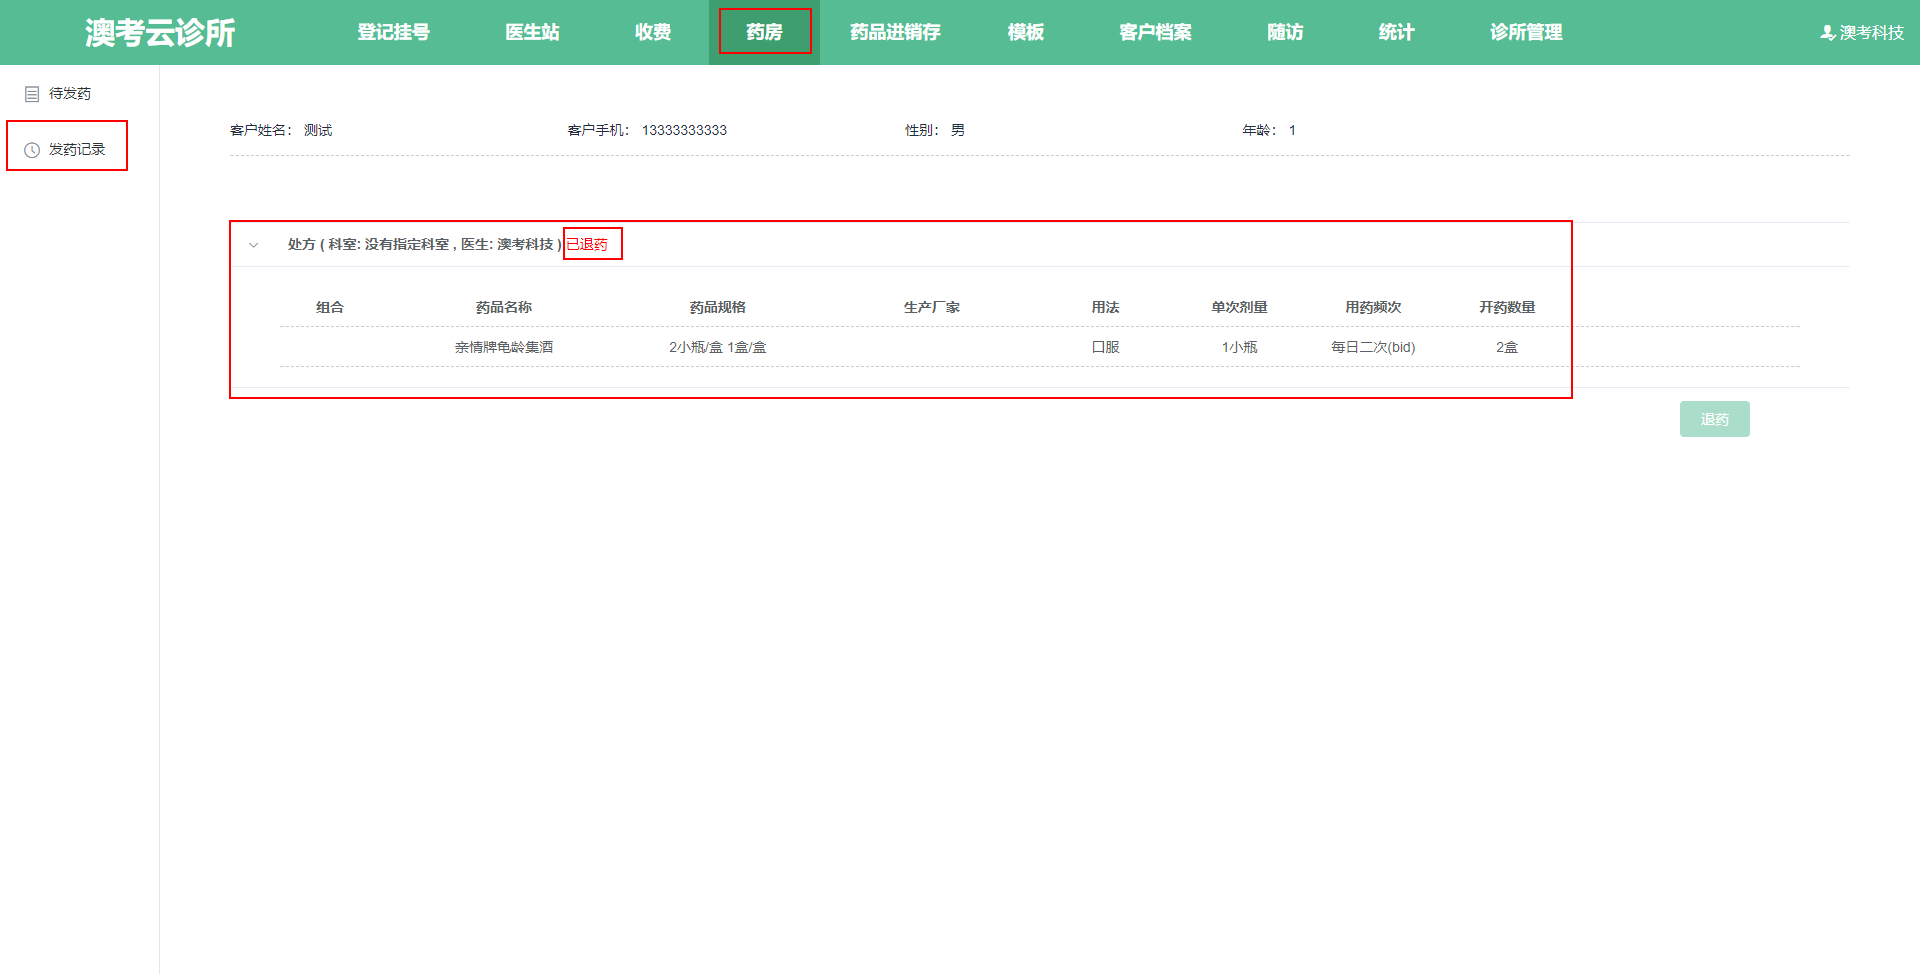 澳考云诊所 登记挂号 医生站 收费 药房 药品进销存 模板 客户档案 随访 统计 诊所管理 澳考科技
待发药
发药记录
客户姓名： 测试 客户手机： 13333333333 性别： 男 年龄： 1
处方 ( 科室: 没有指定科室 , 医生: 澳考科技 ) 已退药
组合 药品名称 药品规格 生产厂家 用法 单次剂量 用药频次 开药数量
亲情牌龟龄集酒 2小瓶/盒 1盒/盒 口服 1小瓶 每日二次(bid) 2盒
退药